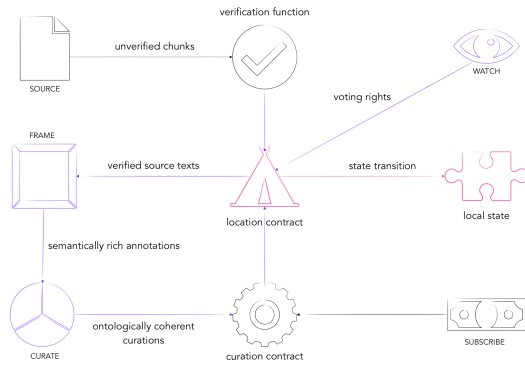 verification function
unverified chunks
SOURCE
WATCH
voting rights
FRAME
verified source texts
state transition
location contract
local state
semantically rich annotations
ontologically coherent
curations
CURATE
curation contract
SUBSCRIBE